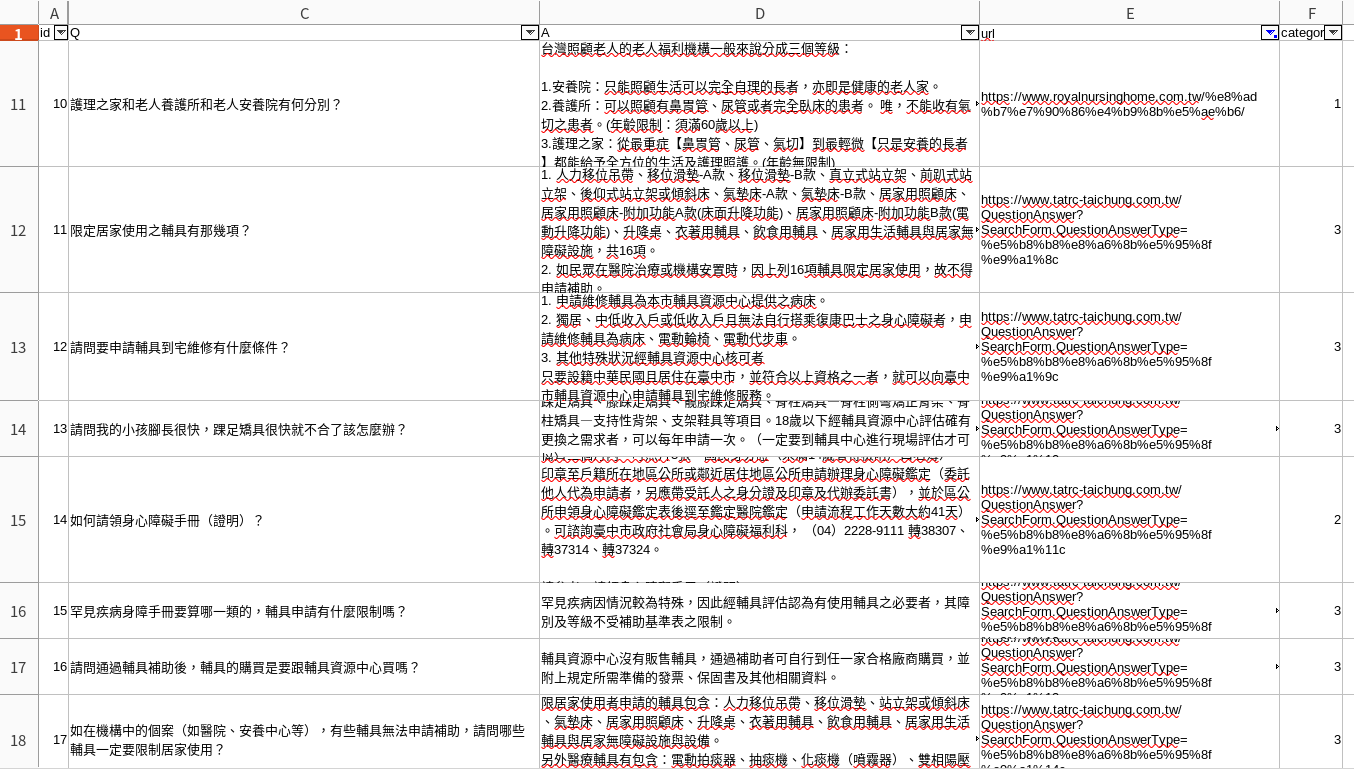 A C D E F
1 id Q A url categor
11 10 護理之家和老人養護所和老人安養院有何分別？
台灣照顧老人的老人福利機構一般來說分成三個等級：
1.安養院：只能照顧生活可以完全自理的長者，亦即是健康的老人家。
2.養護所：可以照顧有鼻胃管、尿管或者完全臥床的患者。 唯，不能收有氣
切之患者。(年齡限制：須滿60歲以上)
3.護理之家：從最重症【鼻胃管、尿管、氣切】到最輕微【只是安養的長者
】都能給予全方位的生活及護理照護。(年齡無限制)
https://www.royalnursinghome.com.tw/%e8%ad
%b7%e7%90%86%e4%b9%8b%e5%ae%b6/
1
12 11 限定居家使用之輔具有那幾項？
1. 人力移位吊帶、移位滑墊-A款、移位滑墊-B款、直立式站立架、前趴式站
立架、後仰式站立架或傾斜床、氣墊床-A款、氣墊床-B款、居家用照顧床、
居家用照顧床-附加功能A款(床面升降功能)、居家用照顧床-附加功能B款(電
動升降功能)、升降桌、衣著用輔具、飲食用輔具、居家用生活輔具與居家無
障礙設施，共16項。
2. 如民眾在醫院治療或機構安置時，因上列16項輔具限定居家使用，故不得
申請補助。
https://www.tatrc-taichung.com.tw/
QuestionAnswer?
SearchForm.QuestionAnswerType=
%e5%b8%b8%e8%a6%8b%e5%95%8f
%e9%a1%8c
3
13 12 請問要申請輔具到宅維修有什麼條件？
1. 申請維修輔具為本市輔具資源中心提供之病床。
2. 獨居、中低收入戶或低收入戶且無法自行搭乘復康巴士之身心障礙者，申
請維修輔具為病床、電動輪椅、電動代步車。
3. 其他特殊狀況經輔具資源中心核可者
只要設籍中華民國且居住在臺中市，並符合以上資格之一者，就可以向臺中
市輔具資源中心申請輔具到宅維修服務。
https://www.tatrc-taichung.com.tw/
QuestionAnswer?
SearchForm.QuestionAnswerType=
%e5%b8%b8%e8%a6%8b%e5%95%8f
%e9%a1%9c
3
14 13 請問我的小孩腳長很快，踝足矯具很快就不合了該怎麼辦？
柱矯具－支持性背架、支架鞋具等項目。18歲以下經輔具資源中心評估確有
更換之需求者，可以每年申請一次。（一定要到輔具中心進行現場評估才可
https://www.tatrc-taichung.com.tw/
QuestionAnswer?
SearchForm.QuestionAnswerType=
%e5%b8%b8%e8%a6%8b%e5%95%8f
3
15 14 如何請領身心障礙手冊（證明）？
印章至戶籍所在地區公所或鄰近居住地區公所申請辦理身心障礙鑑定（委託
他人代為申請者，另應帶受託人之身分證及印章及代辦委託書），並於區公
所申領身心障礙鑑定表後逕至鑑定醫院鑑定（申請流程工作天數大約41天）
。可諮詢臺中市政府社會局身心障礙福利科， （04）2228-9111 轉38307、
轉37314、轉37324。
https://www.tatrc-taichung.com.tw/
QuestionAnswer?
SearchForm.QuestionAnswerType=
%e5%b8%b8%e8%a6%8b%e5%95%8f
%e9%a1%11c
2
16 15 罕見疾病身障手冊要算哪一類的，輔具申請有什麼限制嗎？
罕見疾病因情況較為特殊，因此經輔具評估認為有使用輔具之必要者，其障
別及等級不受補助基準表之限制。
QuestionAnswer?
SearchForm.QuestionAnswerType=
%e5%b8%b8%e8%a6%8b%e5%95%8f
3
17 16 請問通過輔具補助後，輔具的購買是要跟輔具資源中心買嗎？
輔具資源中心沒有販售輔具，通過補助者可自行到任一家合格廠商購買，並
附上規定所需準備的發票、保固書及其他相關資料。
QuestionAnswer?
SearchForm.QuestionAnswerType=
%e5%b8%b8%e8%a6%8b%e5%95%8f
3
18 17 如在機構中的個案（如醫院、安養中心等），有些輔具無法申請補助，請問哪些
輔具一定要限制居家使用？
限居家使用者申請的輔具包含：人力移位吊帶、移位滑墊、站立架或傾斜床
、氣墊床、居家用照顧床、升降桌、衣著用輔具、飲食用輔具、居家用生活
輔具與居家無障礙設施與設備。
另外醫療輔具有包含：電動拍痰器、抽痰機、化痰機（噴霧器）、雙相陽壓
https://www.tatrc-taichung.com.tw/
QuestionAnswer?
SearchForm.QuestionAnswerType=
%e5%b8%b8%e8%a6%8b%e5%95%8f
3